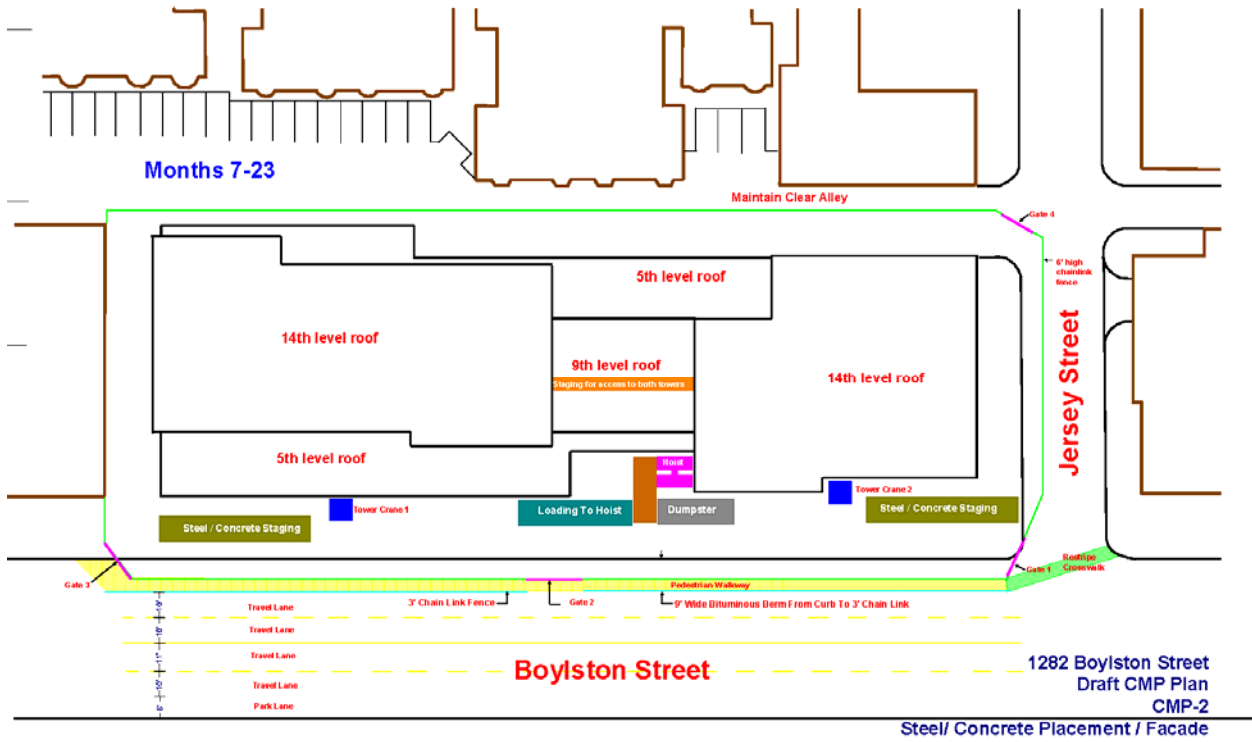 Months 7-23
Maintain Clear Alley
Gate 4
6' high
chainlink
fence
5th level roof
14th level roof
9th level roof
Staging for access to both towers
14th level roof
Jersey Street
5th level roof
Hoist
Tower Crane 1
Loading To Hoist
Dumpster
Tower Crane 2
Steel / Concrete Staging
Steel / Concrete Staging
Gate 3
Pedestrian Walkway
Gate 1
Restripe
Crosswalk
3' Chain Link Fence
Gate 2
9' Wide Bituminous Berm From Curb To 3' Chain Link
Travel Lane
Travel Lane
11'
Travel Lane
Travel Lane
Park Lane
Boylston Street
1282 Boylston Street
Draft CMP Plan
CMP-2
Steel/ Concrete Placement / Facade